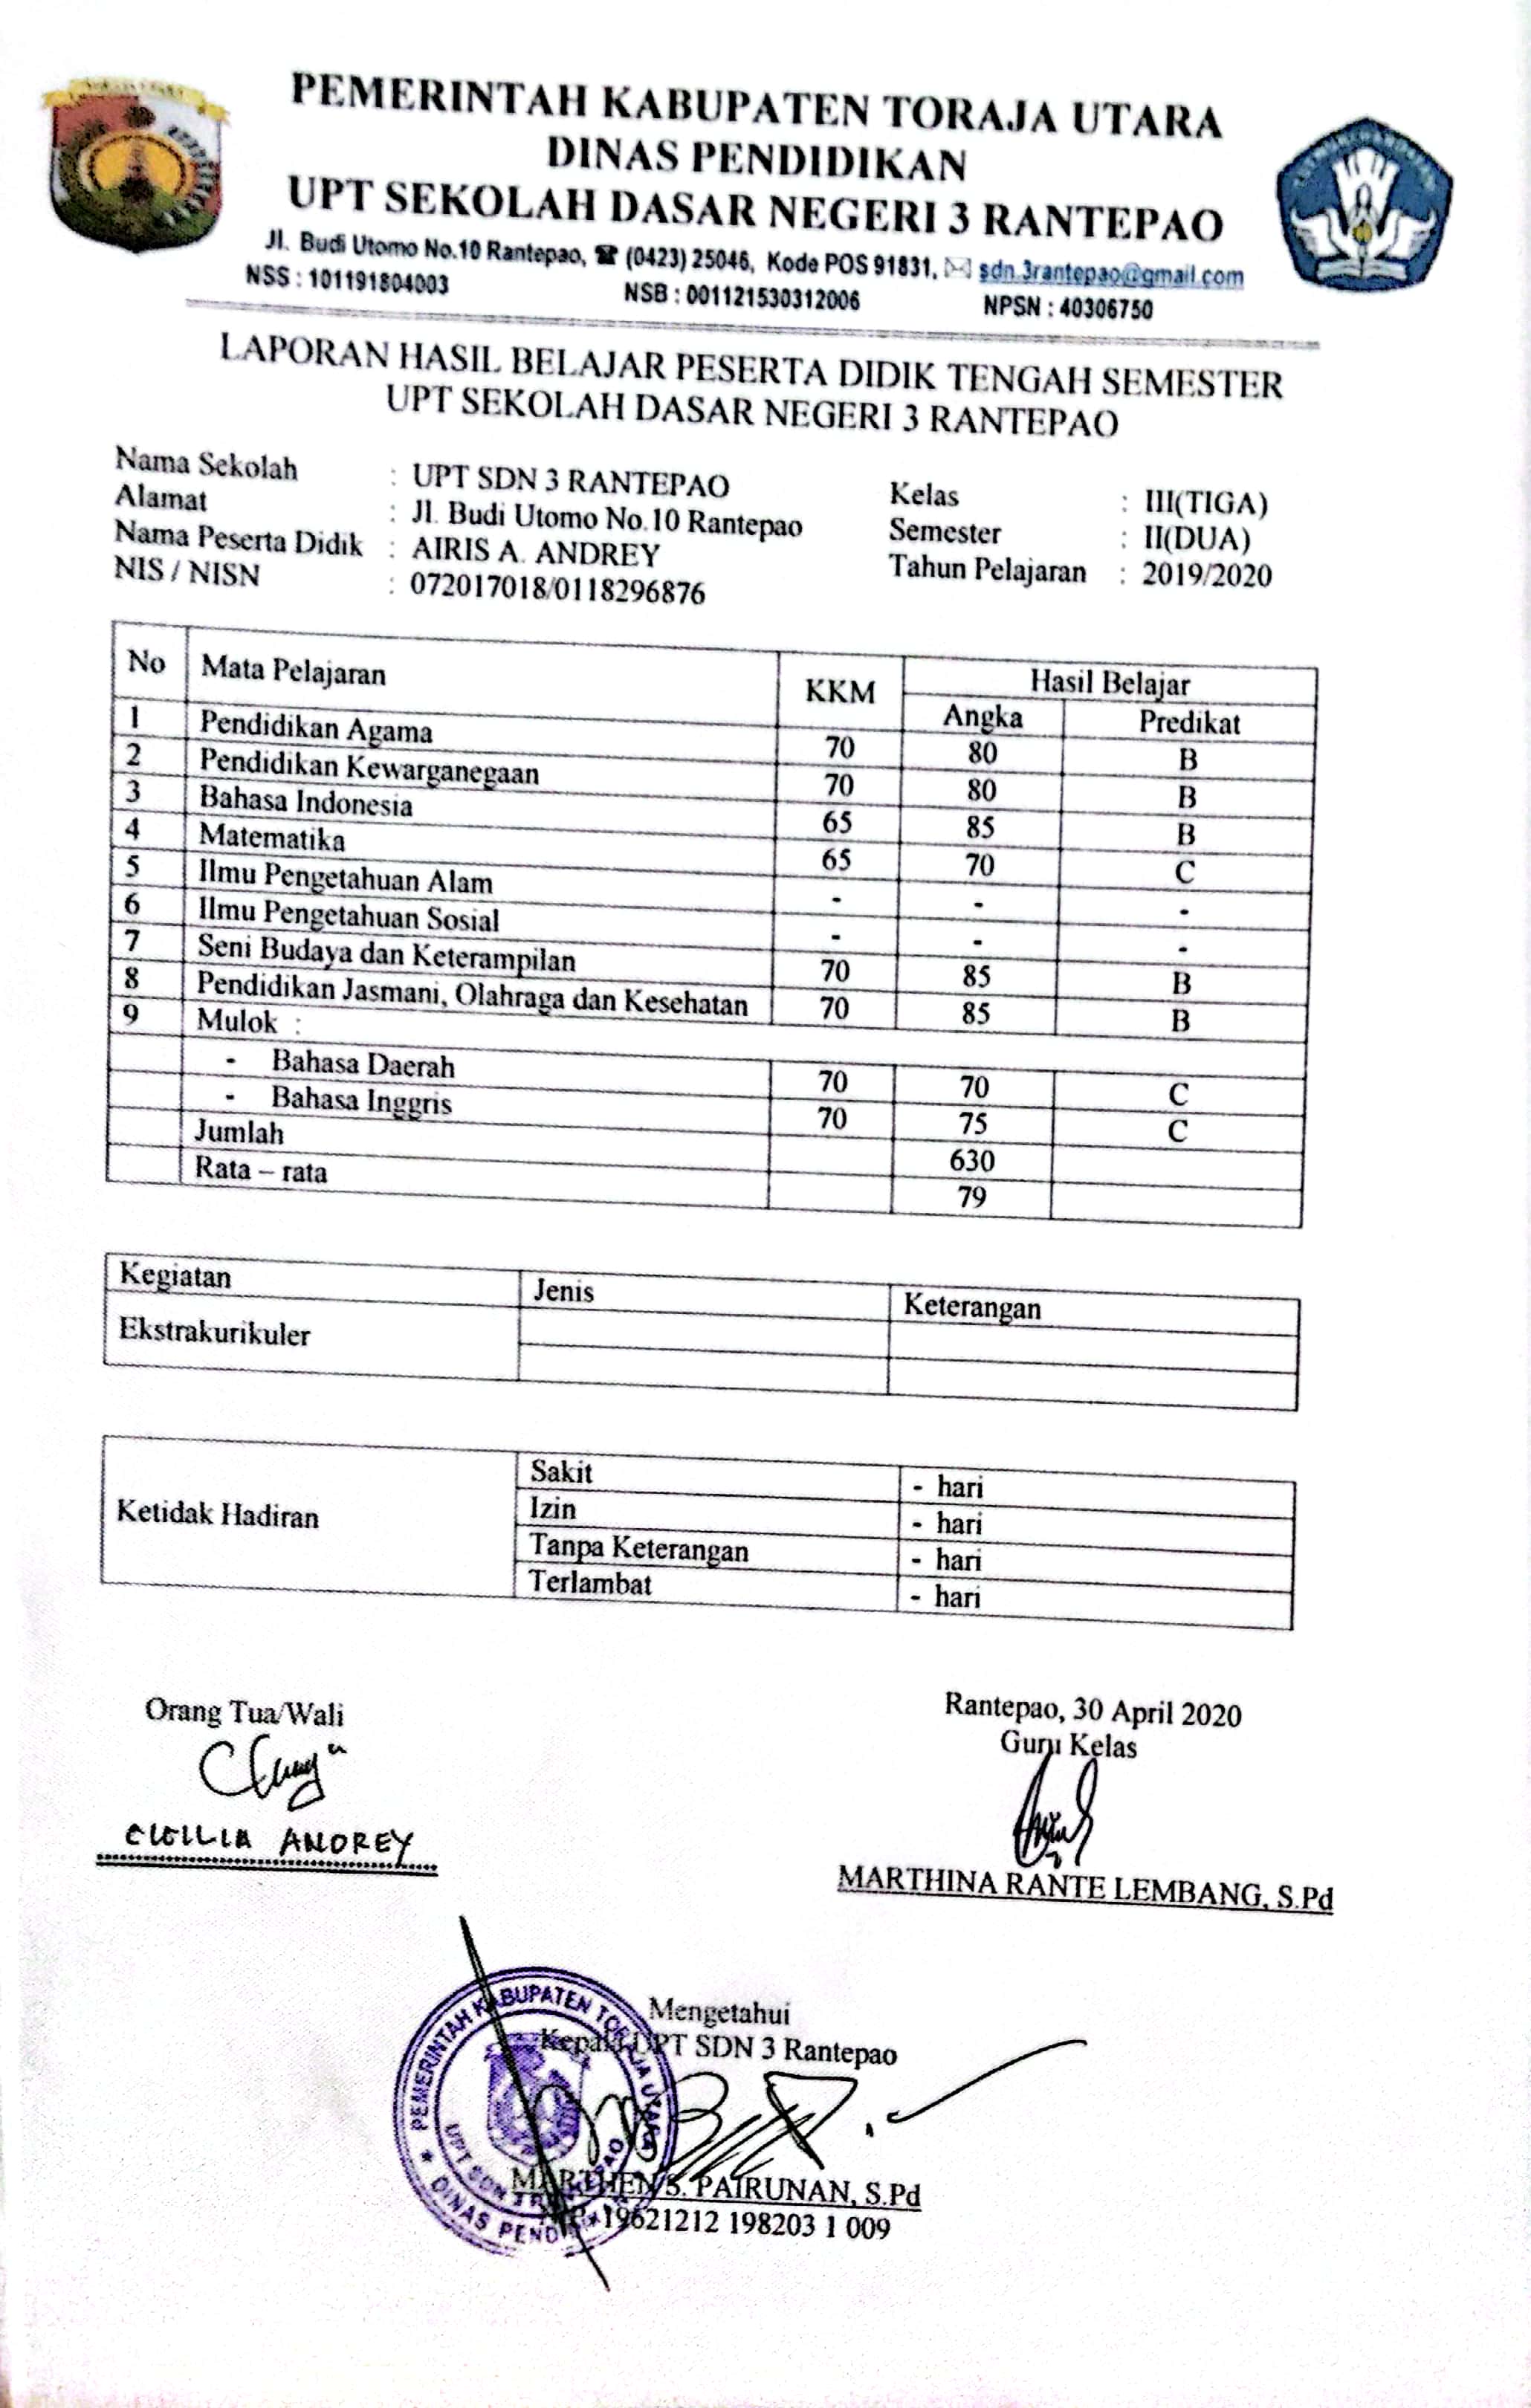 PEMERINTAH KABUPATEN TORAJA UTARA
DINAS PENDIDIKAN
UPT SEKOLAH DASAR NEGERI 3 RANTEPAO
Jl. Budi Utomo No.10 Rantepao, ☎ (0423) 25046, Kode POS 91831, ✉ sdn.3rantepao@gmail.com
NSS : 101191804003 NSB : 001121530312006 NPSN : 40306750
LAPORAN HASIL BELAJAR PESERTA DIDIK TENGAH SEMESTER
UPT SEKOLAH DASAR NEGERI 3 RANTEPAO
Nama Sekolah : UPT SDN 3 RANTEPAO Kelas : III(TIGA)
Alamat : Jl. Budi Utomo No.10 Rantepao Semester : II(DUA)
Nama Peserta Didik : AIRIS A. ANDREY Tahun Pelajaran : 2019/2020
NIS / NISN : 072017018/0118296876
No Mata Pelajaran KKM Hasil Belajar
Angka Predikat
1 Pendidikan Agama 70 80 B
2 Pendidikan Kewarganegaan 70 80 B
3 Bahasa Indonesia 65 85 B
4 Matematika 65 70 C
5 Ilmu Pengetahuan Alam - - -
6 Ilmu Pengetahuan Sosial - - -
7 Seni Budaya dan Keterampilan 70 85 B
8 Pendidikan Jasmani, Olahraga dan Kesehatan 70 85 B
9 Mulok :
- Bahasa Daerah 70 70 C
- Bahasa Inggris 70 75 C
Jumlah 630
Rata – rata 79
Kegiatan Jenis Keterangan
Ekstrakurikuler
Ketidak Hadiran
Sakit - hari
Izin - hari
Tanpa Keterangan - hari
Terlambat - hari
Orang Tua/Wali
CICILIA ANDREY
Rantepao, 30 April 2020
Guru Kelas
MARTHINA RANTE LEMBANG, S.Pd
Mengetahui
Kepala UPT SDN 3 Rantepao
MARTHEN S. PAIRUNAN, S.Pd
NIP. 19621212 198203 1 009
PEMERINTAH KABUPATEN TORAJA UTARA
UPT SDN 3 RANTEPAO
DINAS PENDIDIKAN